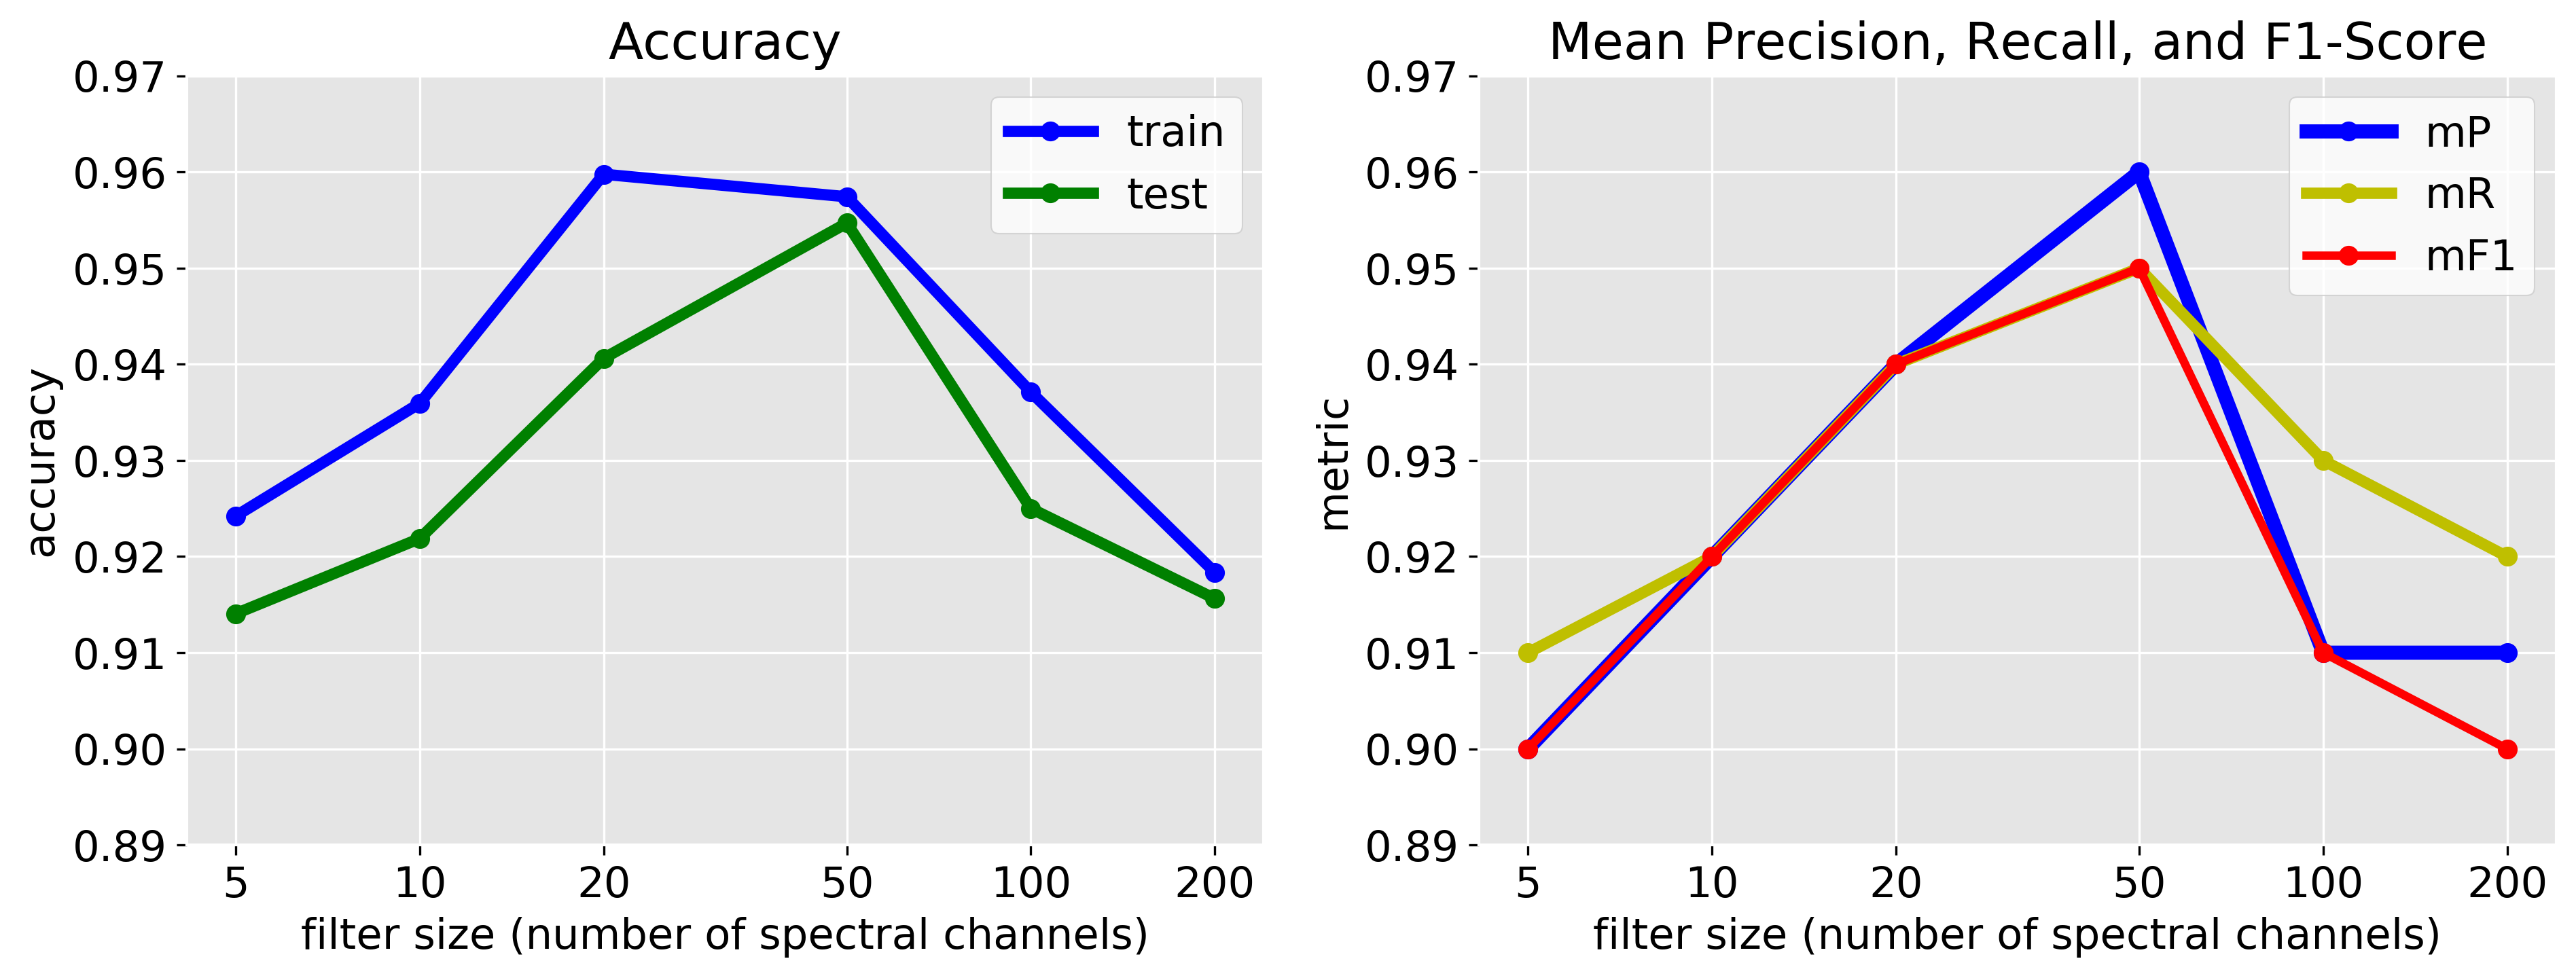 Accuracy
0.97
0.96
0.95
0.94
0.93
0.92
0.91
0.90
0.89
accuracy
train
test
5 10 20 50 100 200
filter size (number of spectral channels)
Mean Precision, Recall, and F1-Score
0.97
0.96
0.95
0.94
0.93
0.92
0.91
0.90
0.89
metric
mP
mR
mF1
5 10 20 50 100 200
filter size (number of spectral channels)